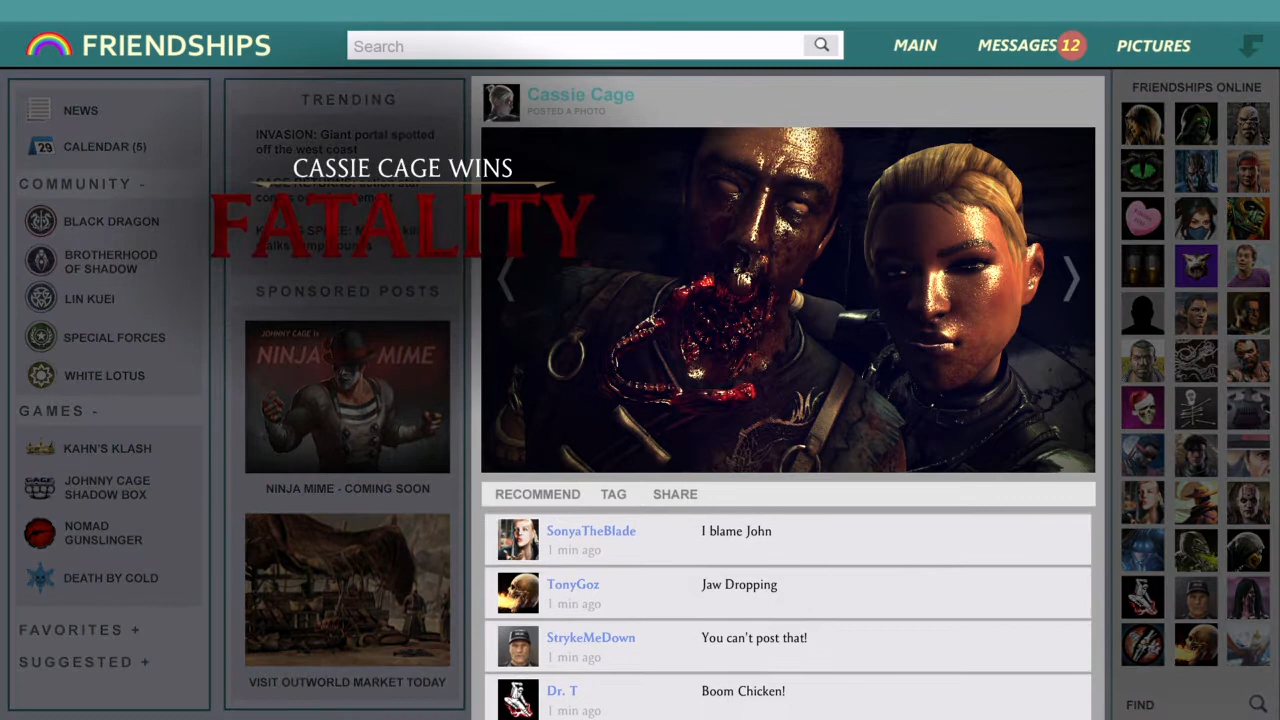 FRIENDSHIPS
Search
MAIN
MESSAGES 12
PICTURES
NEWS
29
CALENDAR (5)
COMMUNITY -
BLACK DRAGON
BROTHERHOOD
OF SHADOW
LIN KUEI
SPECIAL FORCES
WHITE LOTUS
GAMES -
KAHN'S KLASH
JOHNNY CAGE
SHADOW BOX
NOMAD
GUNSLINGER
DEATH BY COLD
FAVORITES +
SUGGESTED +
TRENDING
INVASION: Giant portal spotted
off the west coast
CASSIE CAGE WINS
FATALITY
SPONSORED POSTS
JOHNNY CAGE Is
NINJA MIME
NINJA MIME - COMING SOON
VISIT OUTWORLD MARKET TODAY
Cassie Cage
POSTED A PHOTO
RECOMMEND
TAG
SHARE
SonyaTheBlade
I blame John
1 min ago
TonyGoz
Jaw Dropping
1 min ago
StrykeMeDown
You can't post that!
1 min ago
Dr. T
Boom Chicken!
1 min ago
FRIENDSHIPS ONLINE
FIND